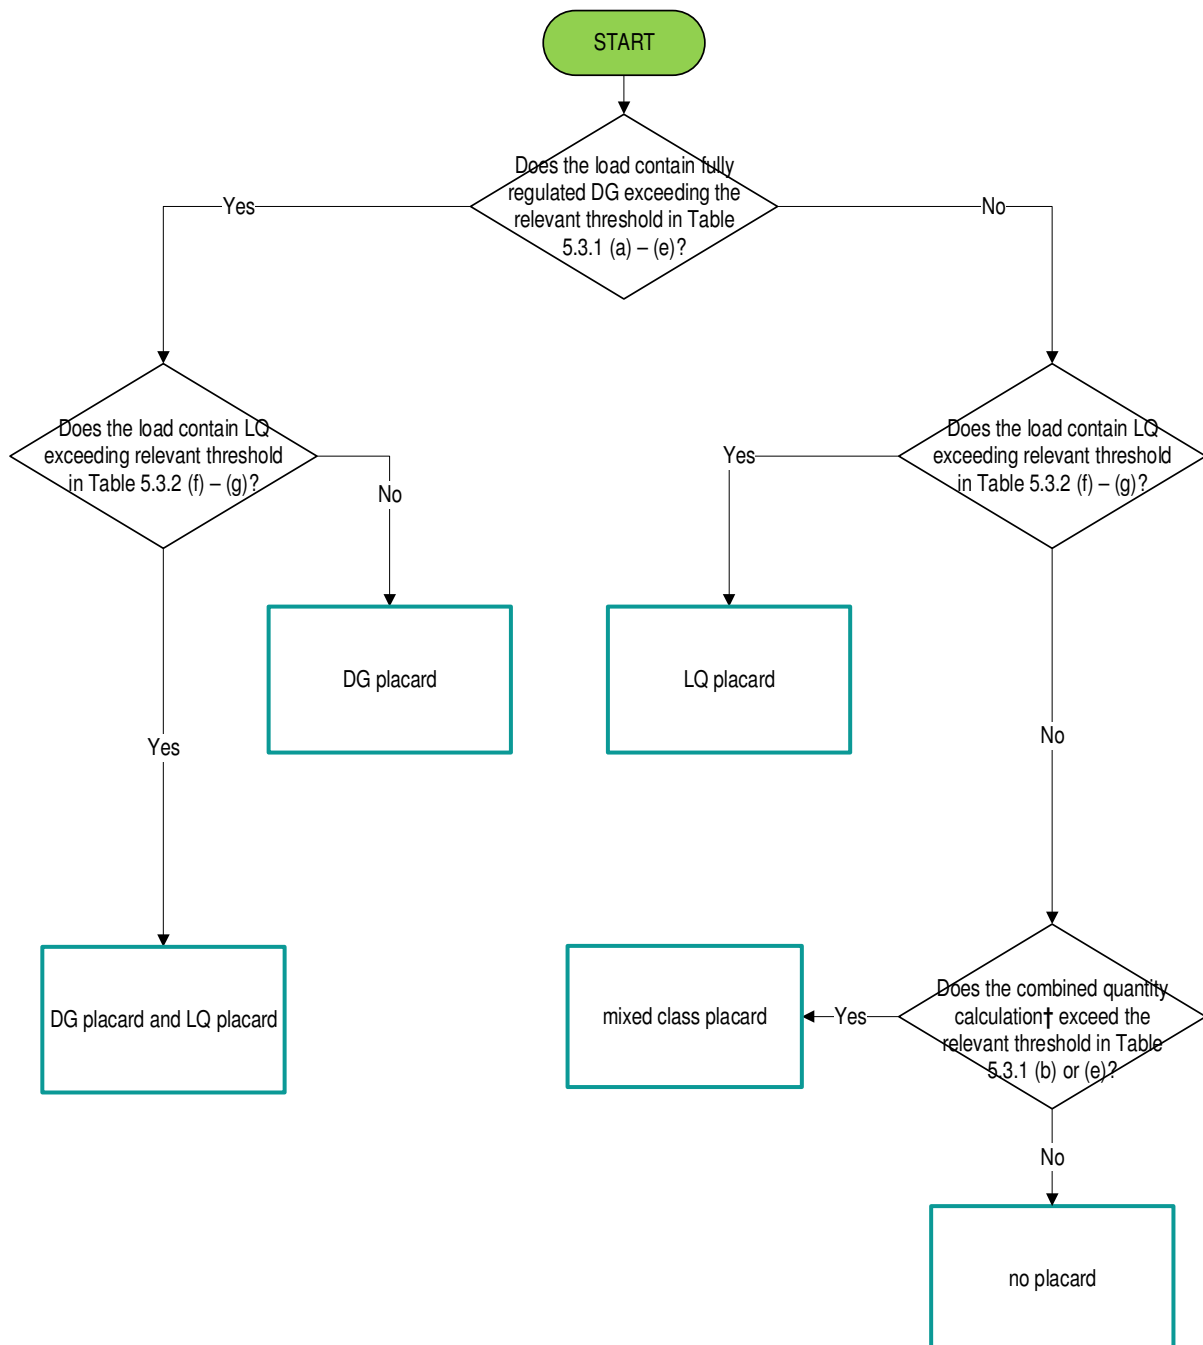 START
Does the load contain fully
regulated DG exceeding the
relevant threshold in Table
5.3.1 (a) – (e)?
Yes
No
Does the load contain LQ
exceeding relevant threshold
in Table 5.3.2 (f) – (g)?
Does the load contain LQ
exceeding relevant threshold
in Table 5.3.2 (f) – (g)?
No
Yes
DG placard
LQ placard
Yes
No
DG placard and LQ placard
mixed class placard
Yes
Does the combined quantity
calculation† exceed the
relevant threshold in Table
5.3.1 (b) or (e)?
No
no placard